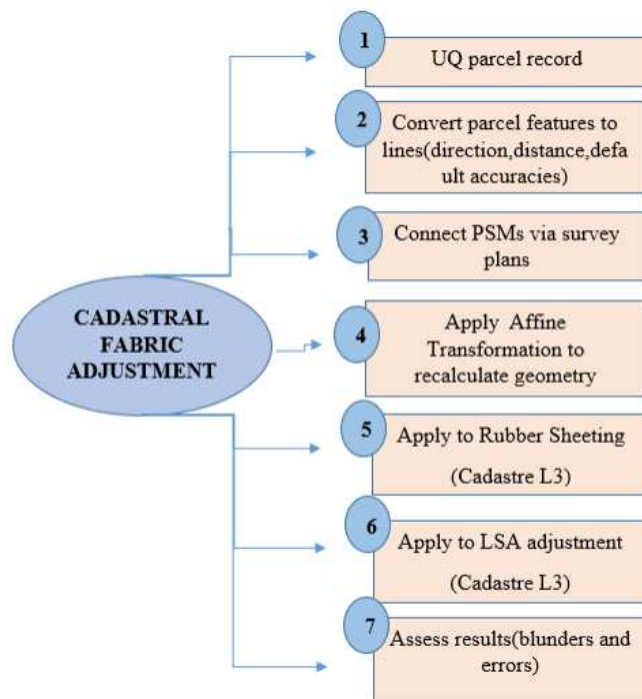 1
UQ parcel record
2
Convert parcel features to
lines(direction,distance,defa
ult accuracies)
3
Connect PSMs via survey
plans
CADASTRAL
FABRIC
ADJUSTMENT
4
Apply Affine
Transformation to
recalculate geometry
5
Apply to Rubber Sheeting
(Cadastre L3)
6
Apply to LSA adjustment
(Cadastre L3)
7
Assess results(blunders and
errors)